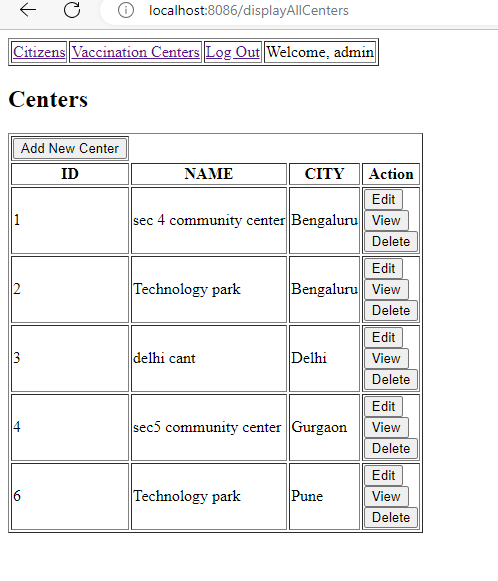 localhost:8086/displayAllCenters
Citizens Vaccination Centers Log Out Welcome, admin
Centers
Add New Center
ID NAME CITY Action
1 sec 4 community center Bengaluru Edit
View
Delete
2 Technology park Bengaluru Edit
View
Delete
3 delhi cant Delhi Edit
View
Delete
4 sec5 community center Gurgaon Edit
View
Delete
6 Technology park Pune Edit
View
Delete